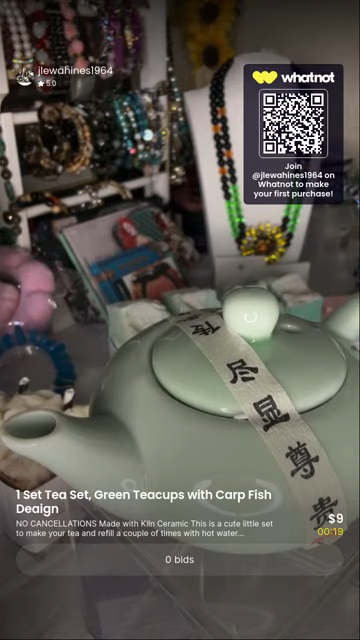 jlewahines1964
★ 5.0
whatnot
Join
@jlewahines1964 on
Whatnot to make
your first purchase!
尽
显
尊
贵
1 Set Tea Set, Green Teacups with Carp Fish
Deaign
NO CANCELLATIONS Made with Kiln Ceramic This is a cute little set
to make your tea and refill a couple of times with hot water...
$9
00:19
0 bids